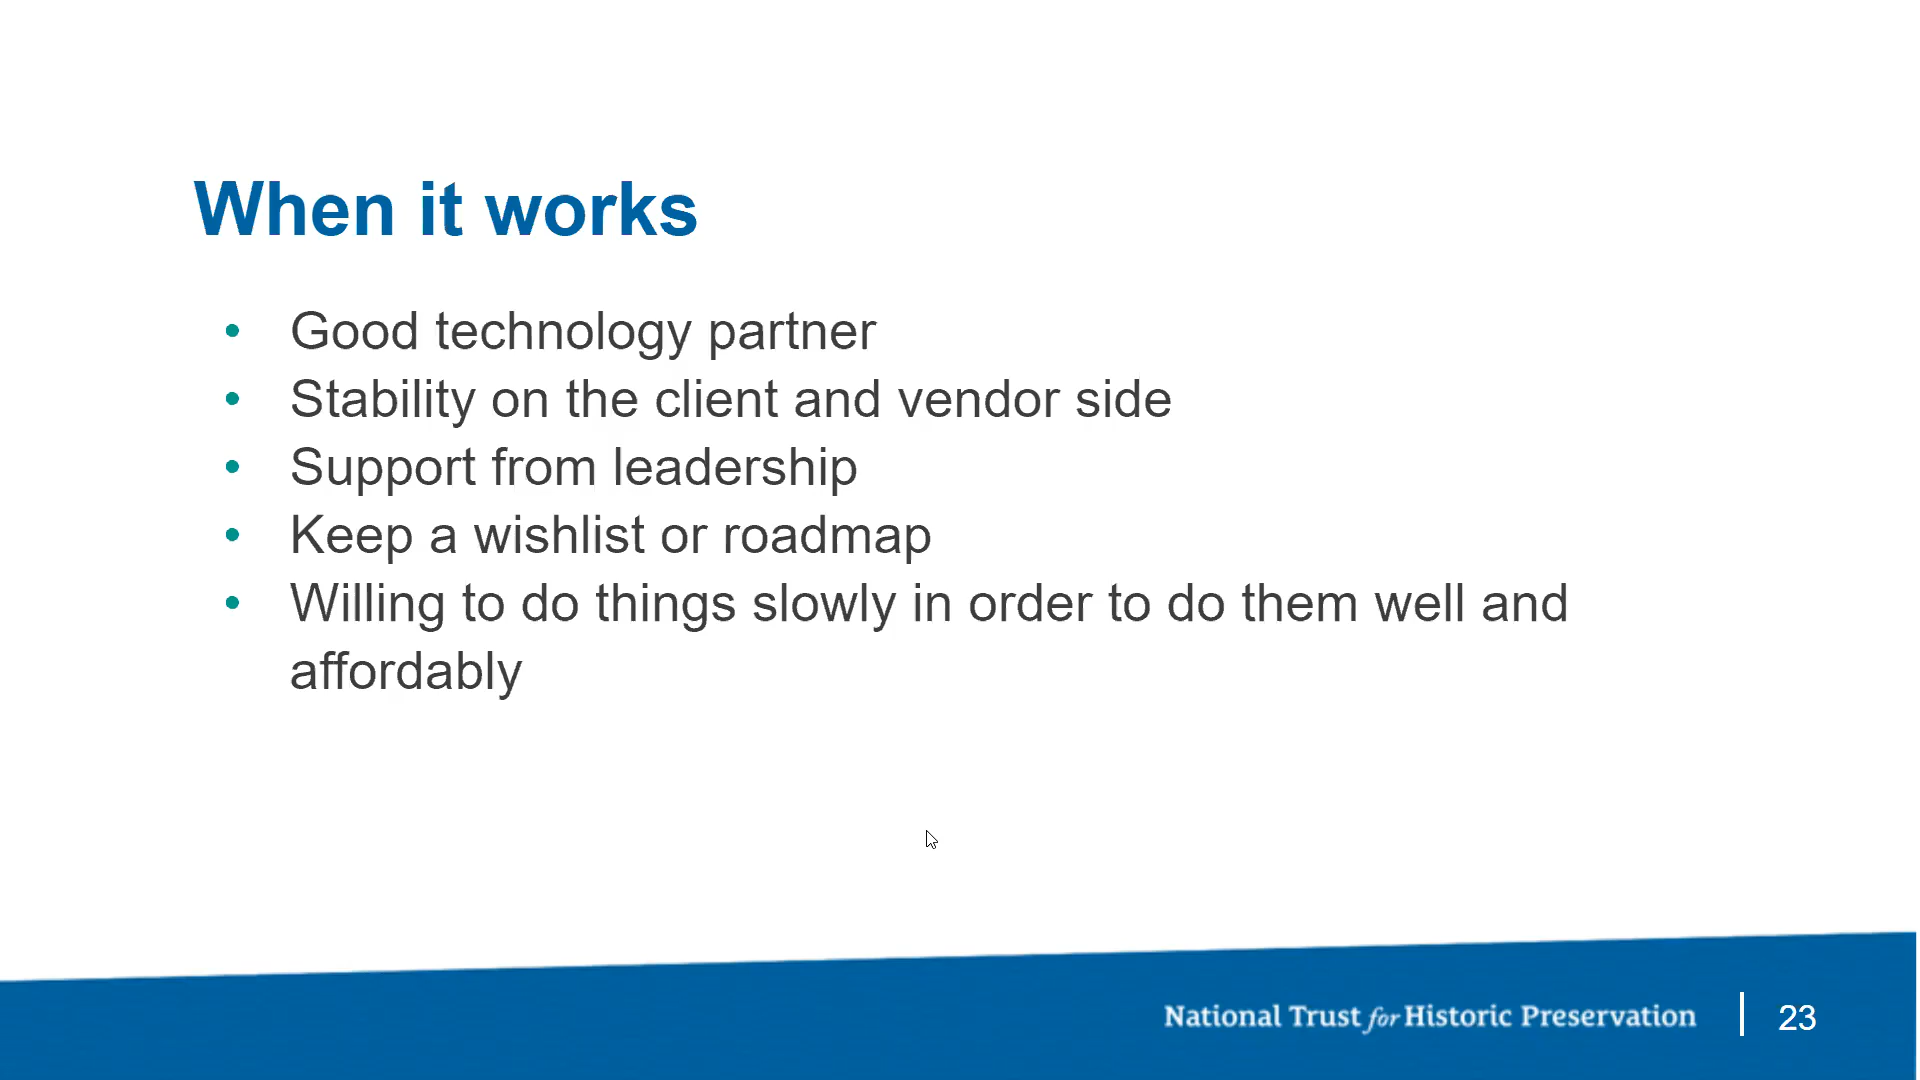 When it works
• Good technology partner
• Stability on the client and vendor side
• Support from leadership
• Keep a wishlist or roadmap
• Willing to do things slowly in order to do them well and
affordably
National Trust for Historic Preservation | 23